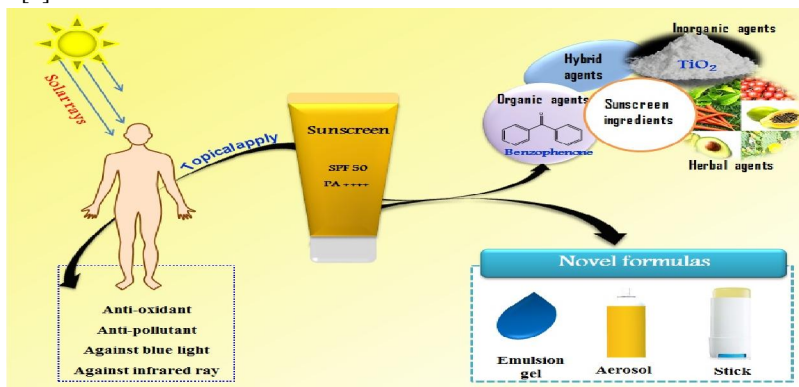 Solarrays
Topicalapply
Sunscreen
SPF 50
PA ++++
Anti-oxidant
Anti-pollutant
Against blue light
Against infrared ray
Inorganic agents
TiO2
Hybrid
agents
Organic agents
O
Benzophenone
Sunscreen
ingredients
Herbal agents
Novel formulas
Emulsion
gel
Aerosol
Stick